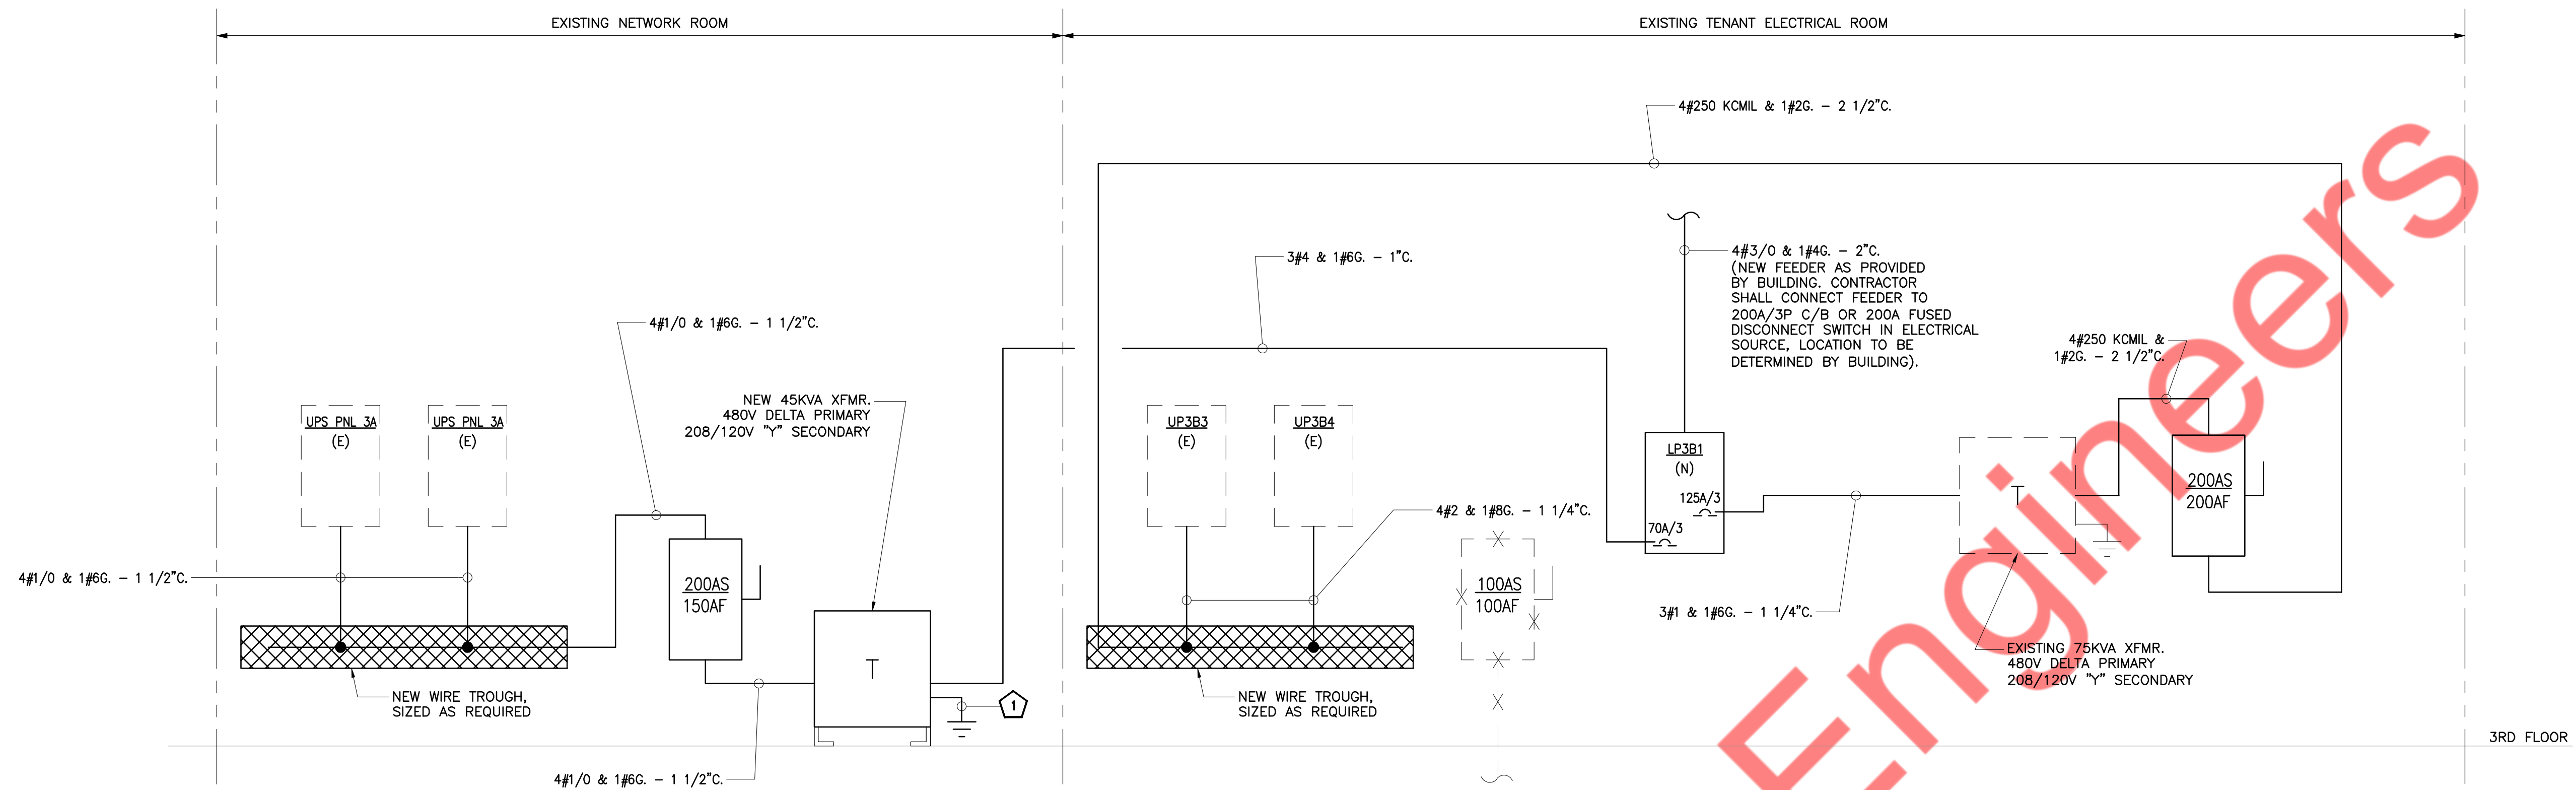 EXISTING NETWORK ROOM
EXISTING TENANT ELECTRICAL ROOM
4#250 KCMIL & 1#2G. - 2 1/2"C.
3#4 & 1#6G. - 1"C.
4#3/0 & 1#4G. - 2"C.
(NEW FEEDER AS PROVIDED
BY BUILDING. CONTRACTOR
SHALL CONNECT FEEDER TO
200A/3P C/B OR 200A FUSED
DISCONNECT SWITCH IN ELECTRICAL
SOURCE, LOCATION TO BE
DETERMINED BY BUILDING).
4#1/0 & 1#6G. - 1 1/2"C.
4#250 KCMIL &
1#2G. - 2 1/2"C.
NEW 45KVA XFMR.
480V DELTA PRIMARY
208/120V "Y" SECONDARY
UPS PNL 3A
(E)
UPS PNL 3A
(E)
UP3B3
(E)
UP3B4
(E)
LP3B1
(N)
125A/3
70A/3
T
200AS
200AF
4#2 & 1#8G. - 1 1/4"C.
4#1/0 & 1#6G. - 1 1/2"C.
200AS
150AF
100AS
100AF
3#1 & 1#6G. - 1 1/4"C.
T
EXISTING 75KVA XFMR.
480V DELTA PRIMARY
208/120V "Y" SECONDARY
NEW WIRE TROUGH,
SIZED AS REQUIRED
1
NEW WIRE TROUGH,
SIZED AS REQUIRED
3RD FLOOR
4#1/0 & 1#6G. - 1 1/2"C.
Engineers